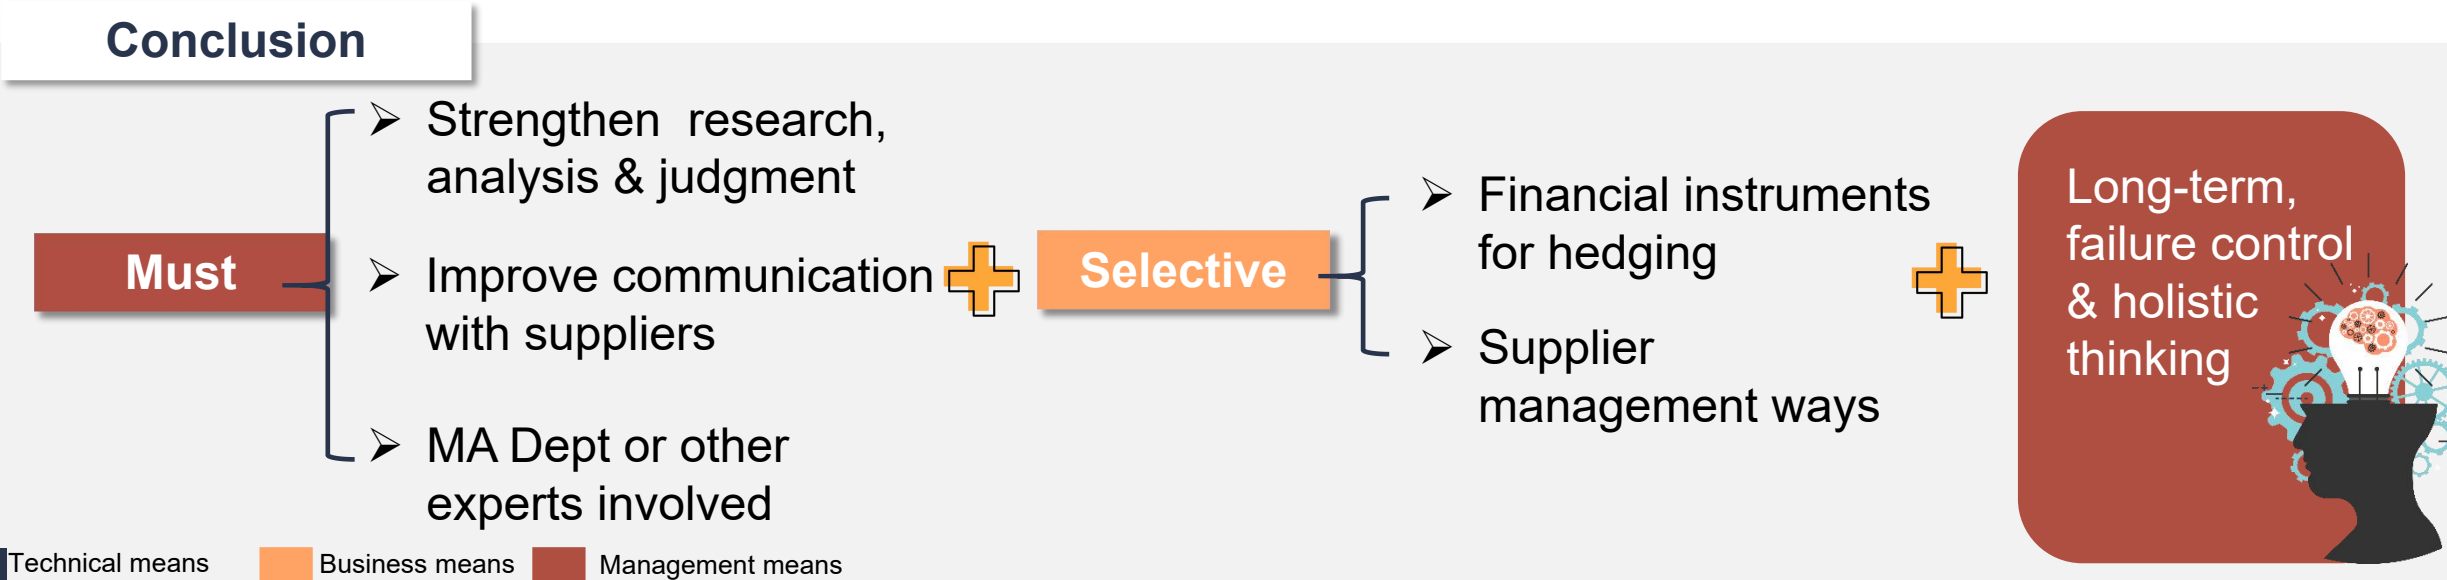 Conclusion
Must
➢ Strengthen  research,
analysis & judgment
➢ Improve communication
with suppliers
➢ MA Dept or other
experts involved
Selective
➢ Financial instruments
for hedging
➢ Supplier
management ways
Long-term,
failure control
& holistic
thinking
Technical means
Business means
Management means